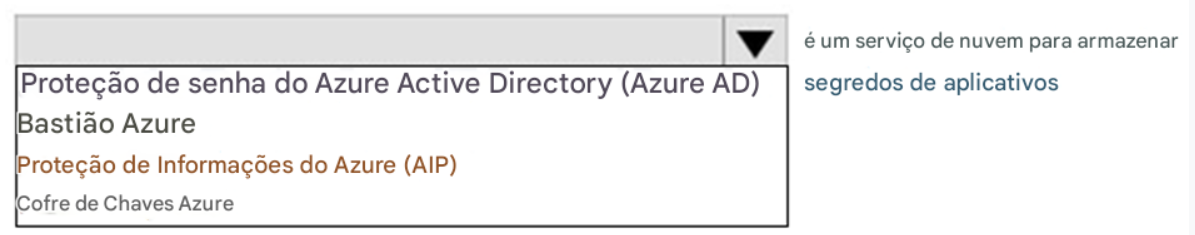 é um serviço de nuvem para armazenar
Proteção de senha do Azure Active Directory (Azure AD)
segredos de aplicativos
Bastião Azure
Proteção de Informações do Azure (AIP)
Cofre de Chaves Azure